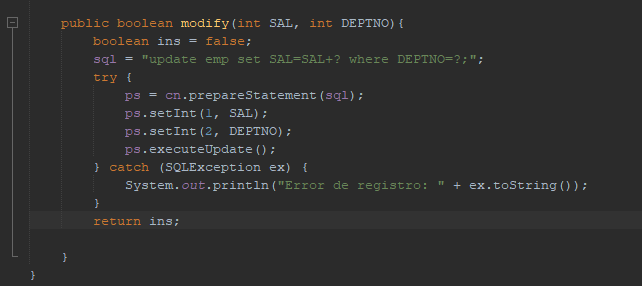 public boolean modify(int SAL, int DEPTNO){
boolean ins = false;
sql = "update emp set SAL=SAL+? where DEPTNO=?;";
try {
ps = cn.prepareStatement(sql);
ps.setInt(1, SAL);
ps.setInt(2, DEPTNO);
ps.executeUpdate();
} catch (SQLException ex) {
System.out.println("Error de registro: " + ex.toString());
}
return ins;
}
}